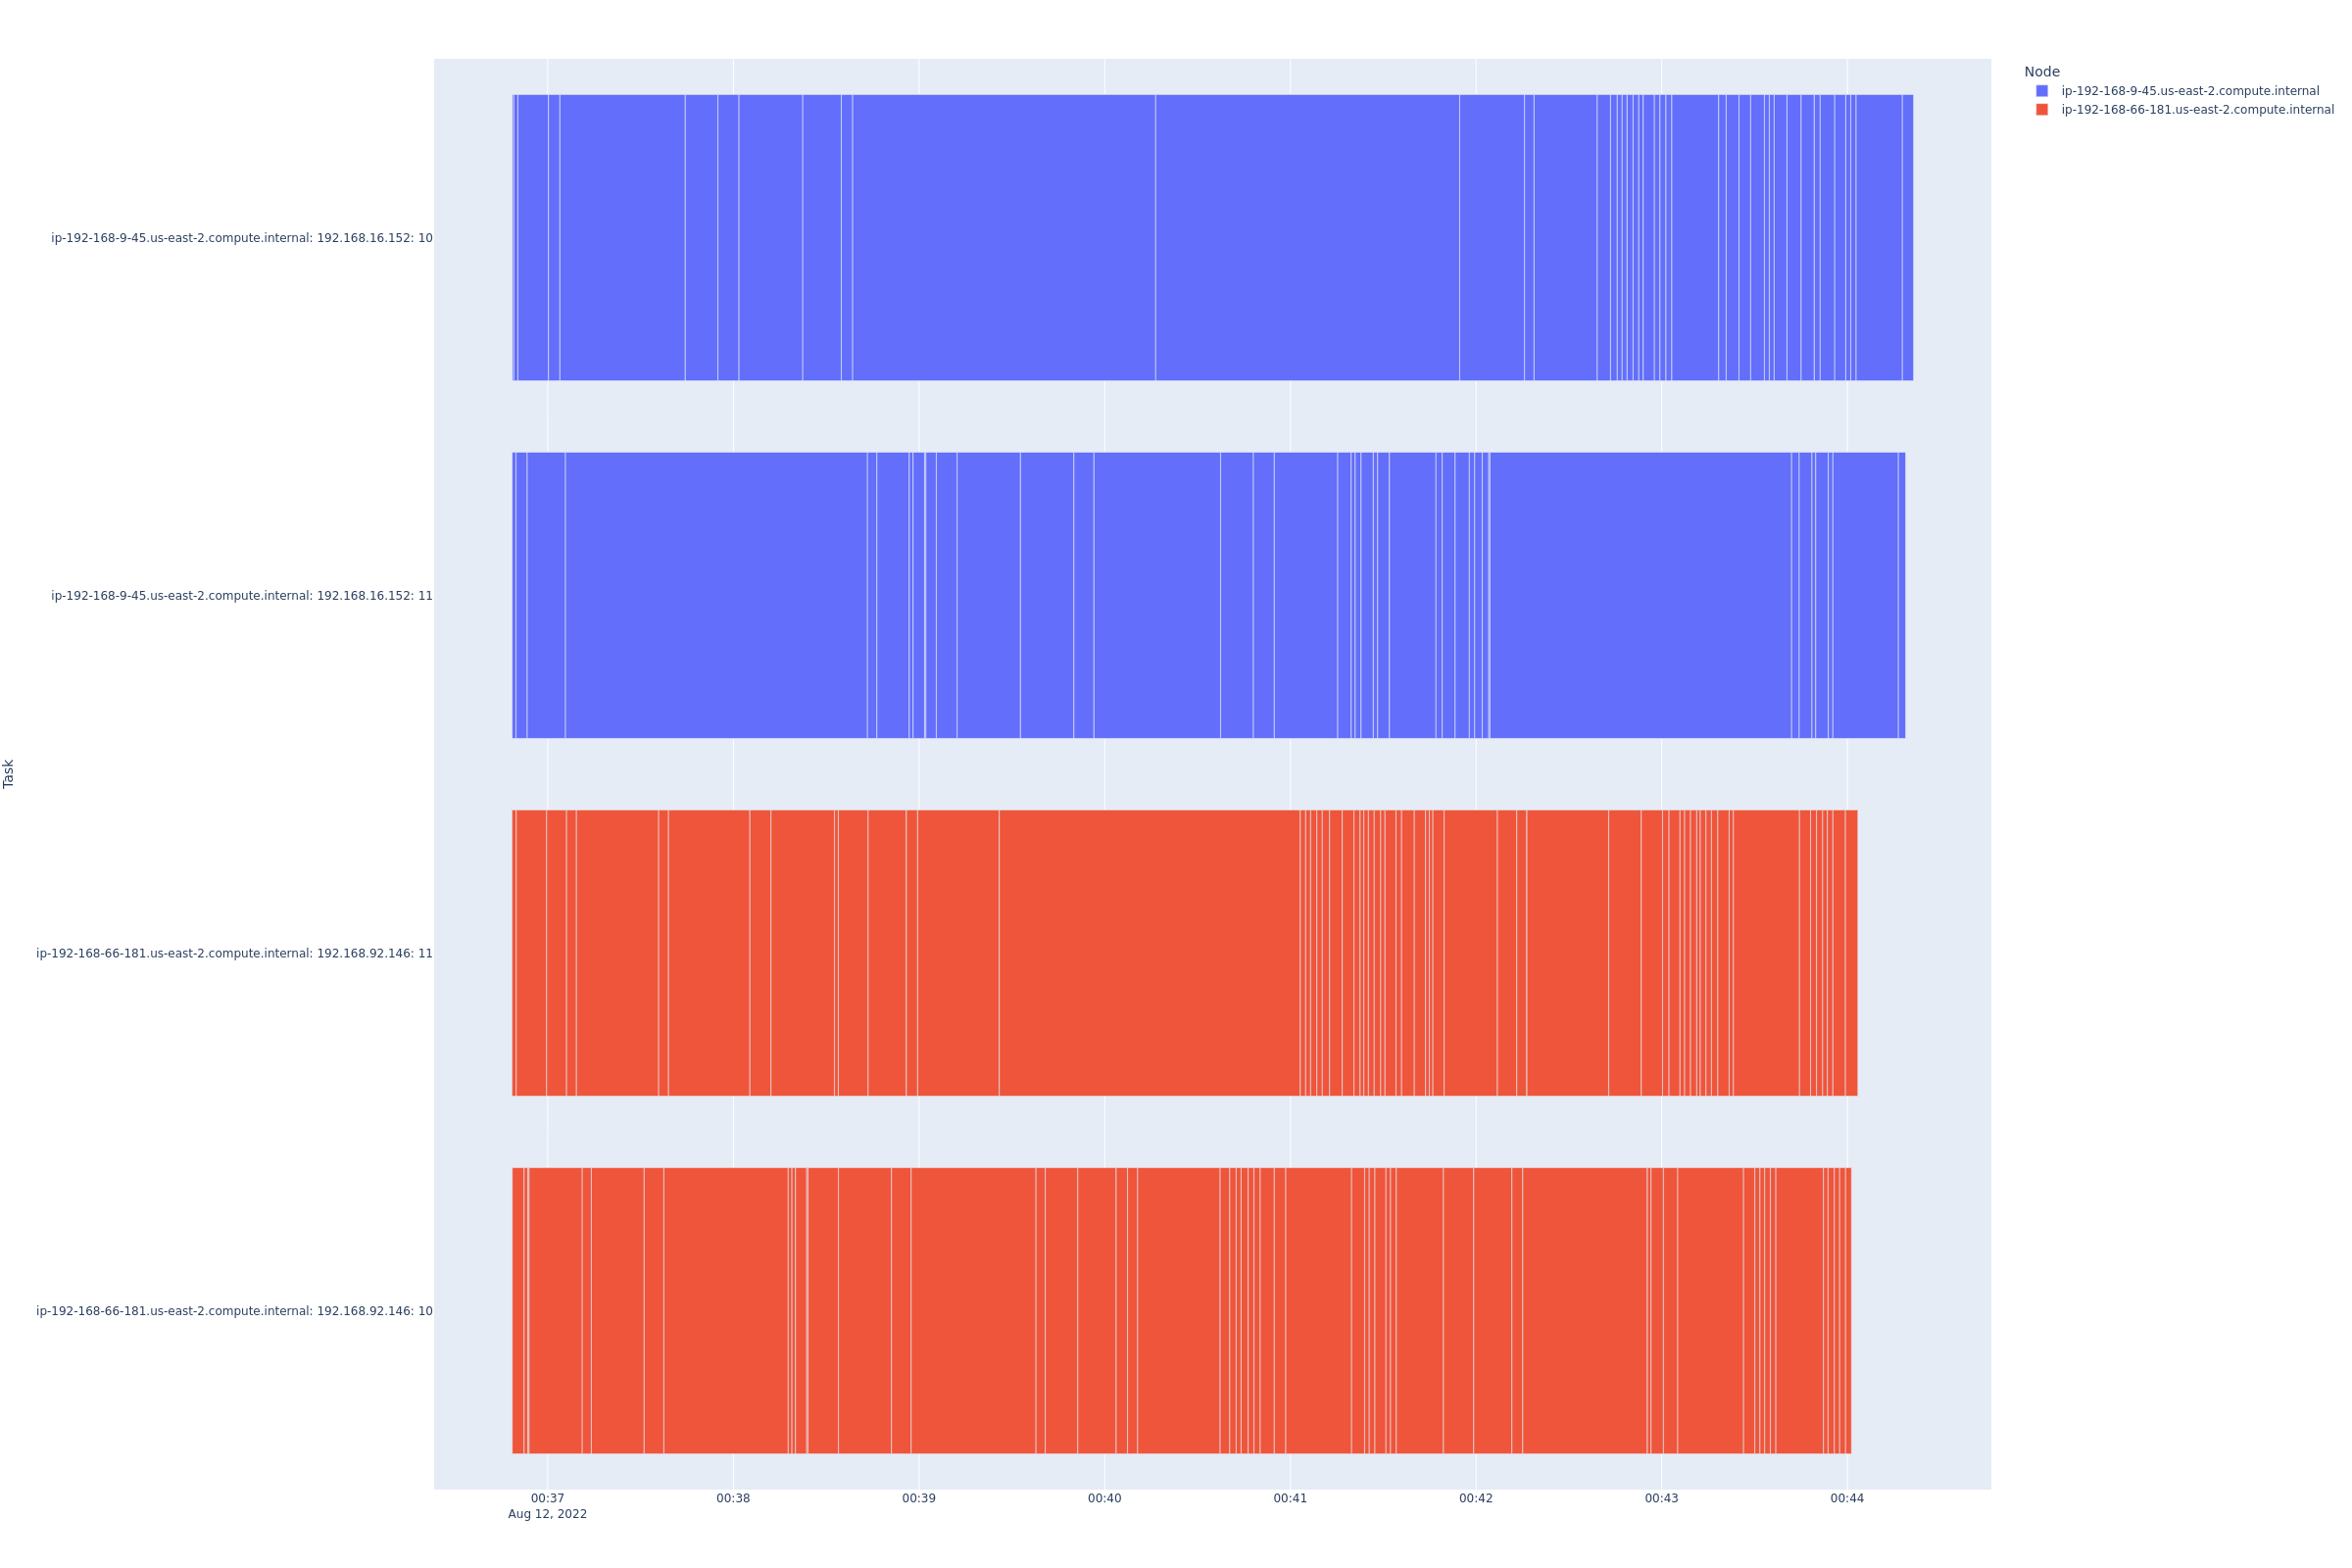 Node
ip-192-168-9-45.us-east-2.compute.internal
ip-192-168-66-181.us-east-2.compute.internal
ip-192-168-9-45.us-east-2.compute.internal: 192.168.16.152: 10
ip-192-168-9-45.us-east-2.compute.internal: 192.168.16.152: 11
Task
ip-192-168-66-181.us-east-2.compute.internal: 192.168.92.146: 11
ip-192-168-66-181.us-east-2.compute.internal: 192.168.92.146: 10
00:37 00:38 00:39 00:40 00:41 00:42 00:43 00:44
Aug 12, 2022